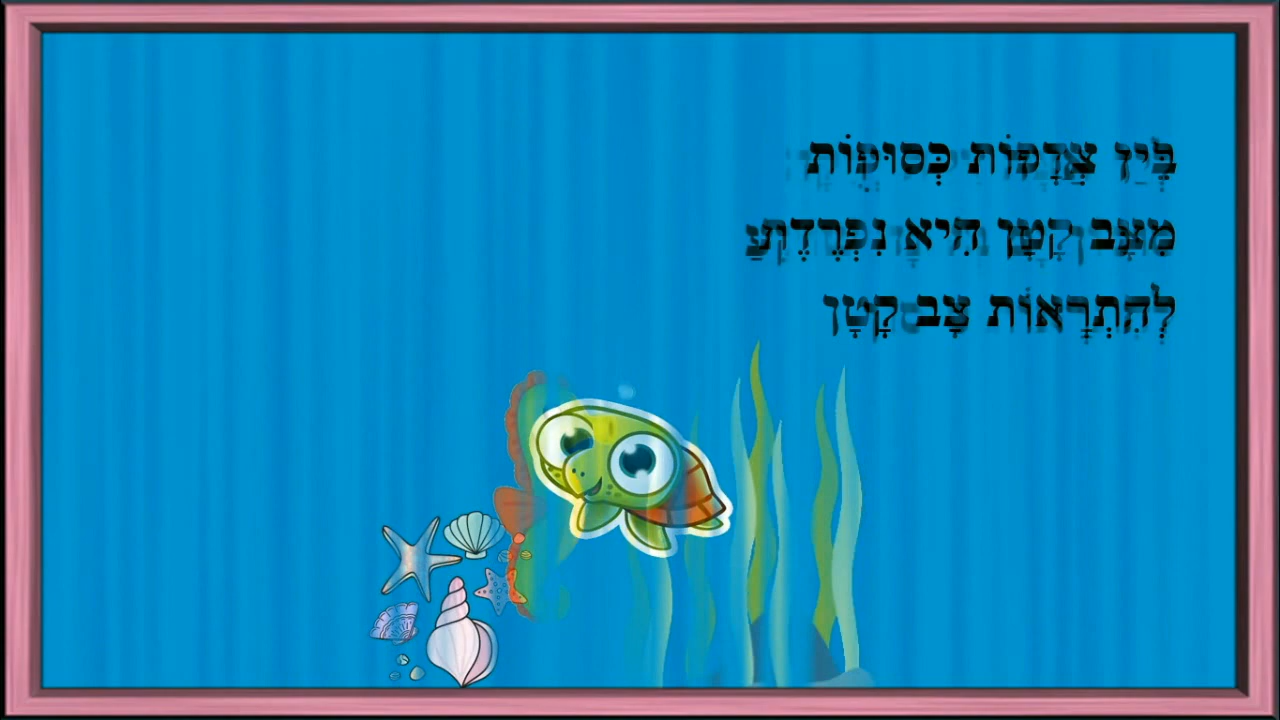 בֵּין צְדָפוֹת כְּסוּפוֹת
מִצָּב קָטָן הִיא
לְהִתְרָאוֹת צָב קָטָן